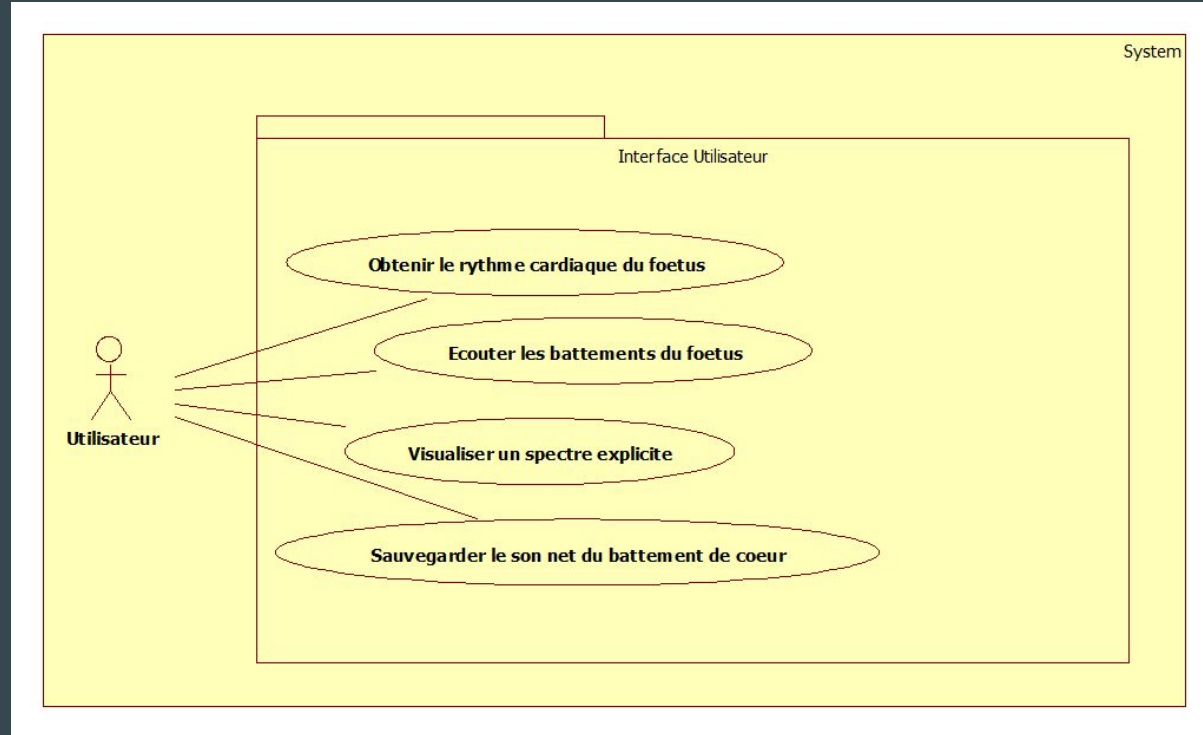 System
Interface Utilisateur
Obtenir le rythme cardiaque du foetus
Ecouter les battements du foetus
Utilisateur
Visualiser un spectre explicite
Sauvegarder le son net du battement de coeur